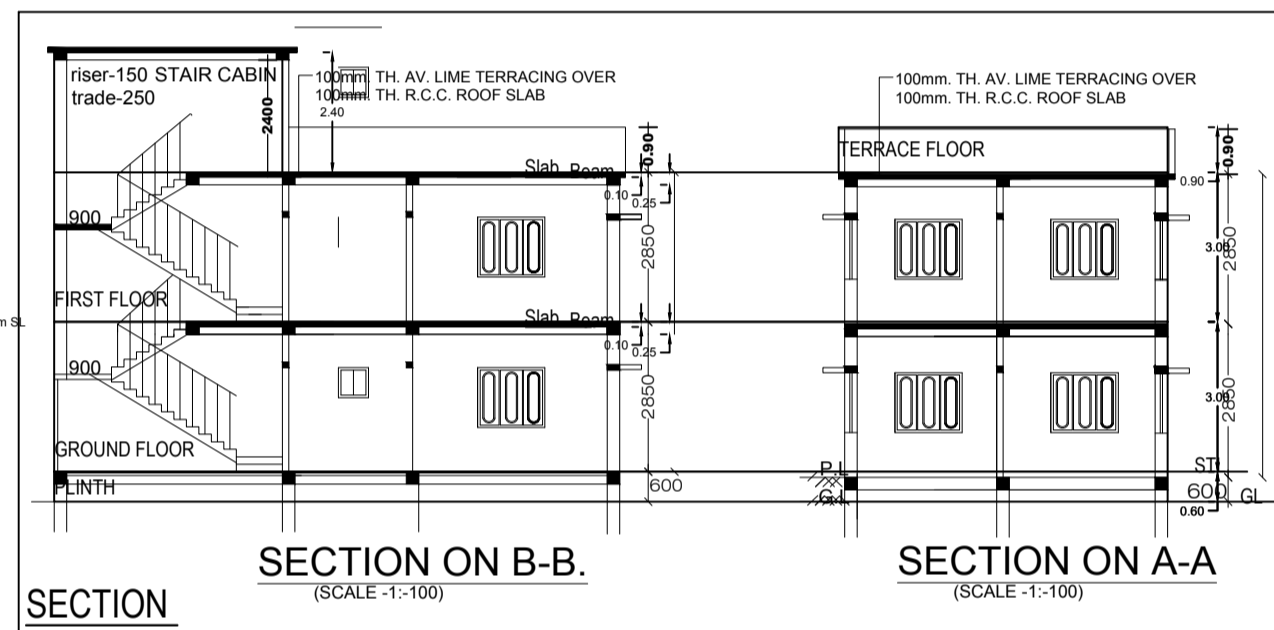 riser-150 STAIR CABIN
trade-250
2400
2.40
100mm. TH. AV. LIME TERRACING OVER
100mm. TH. R.C.C. ROOF SLAB
0.90
Slab Beam
0.10
0.25
2850
900
FIRST FLOOR
m SL
Slab Beam
0.10
0.25
2850
900
GROUND FLOOR
PLINTH
600
SECTION ON B-B.
(SCALE -1:-100)
100mm. TH. AV. LIME TERRACING OVER
100mm. TH. R.C.C. ROOF SLAB
TERRACE FLOOR
0.90
0.90
3.00
2850
3.00
2850
P.L
ST
G.L
600
GL
0.60
SECTION ON A-A
(SCALE -1:-100)
SECTION